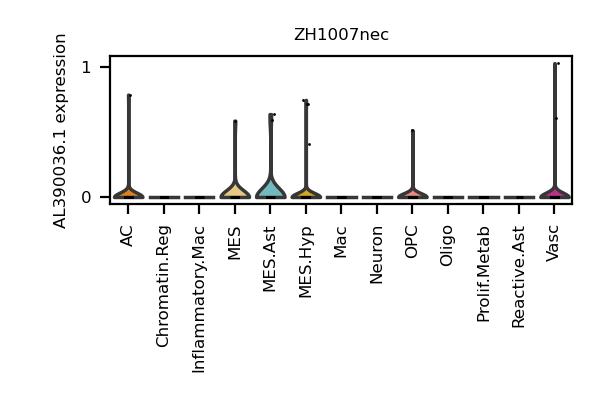 ZH1007nec
AL390036.1 expression
1
0
AC
Chromatin.Reg
Inflammatory.Mac
MES
MES.Ast
MES.Hyp
Mac
Neuron
OPC
Oligo
Prolif.Metab
Reactive.Ast
Vasc